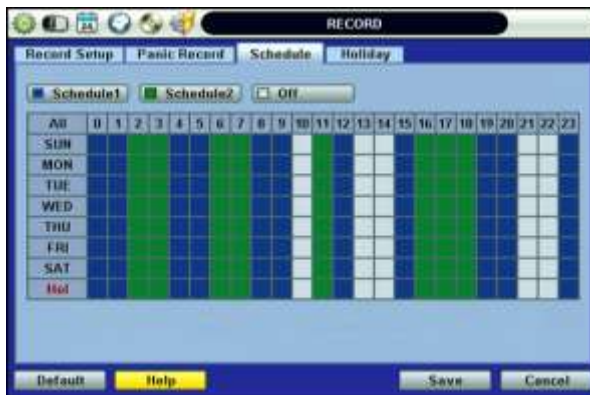 24
RECORD
Record Setup Panic Record Schedule Holiday
Schedule1 Schedule2 Off
All 0 1 2 3 4 5 6 7 8 9 10 11 12 13 14 15 16 17 18 19 20 21 22 23
SUN
MON
TUE
WED
THU
FRI
SAT
Hol
Default Help Save Cancel